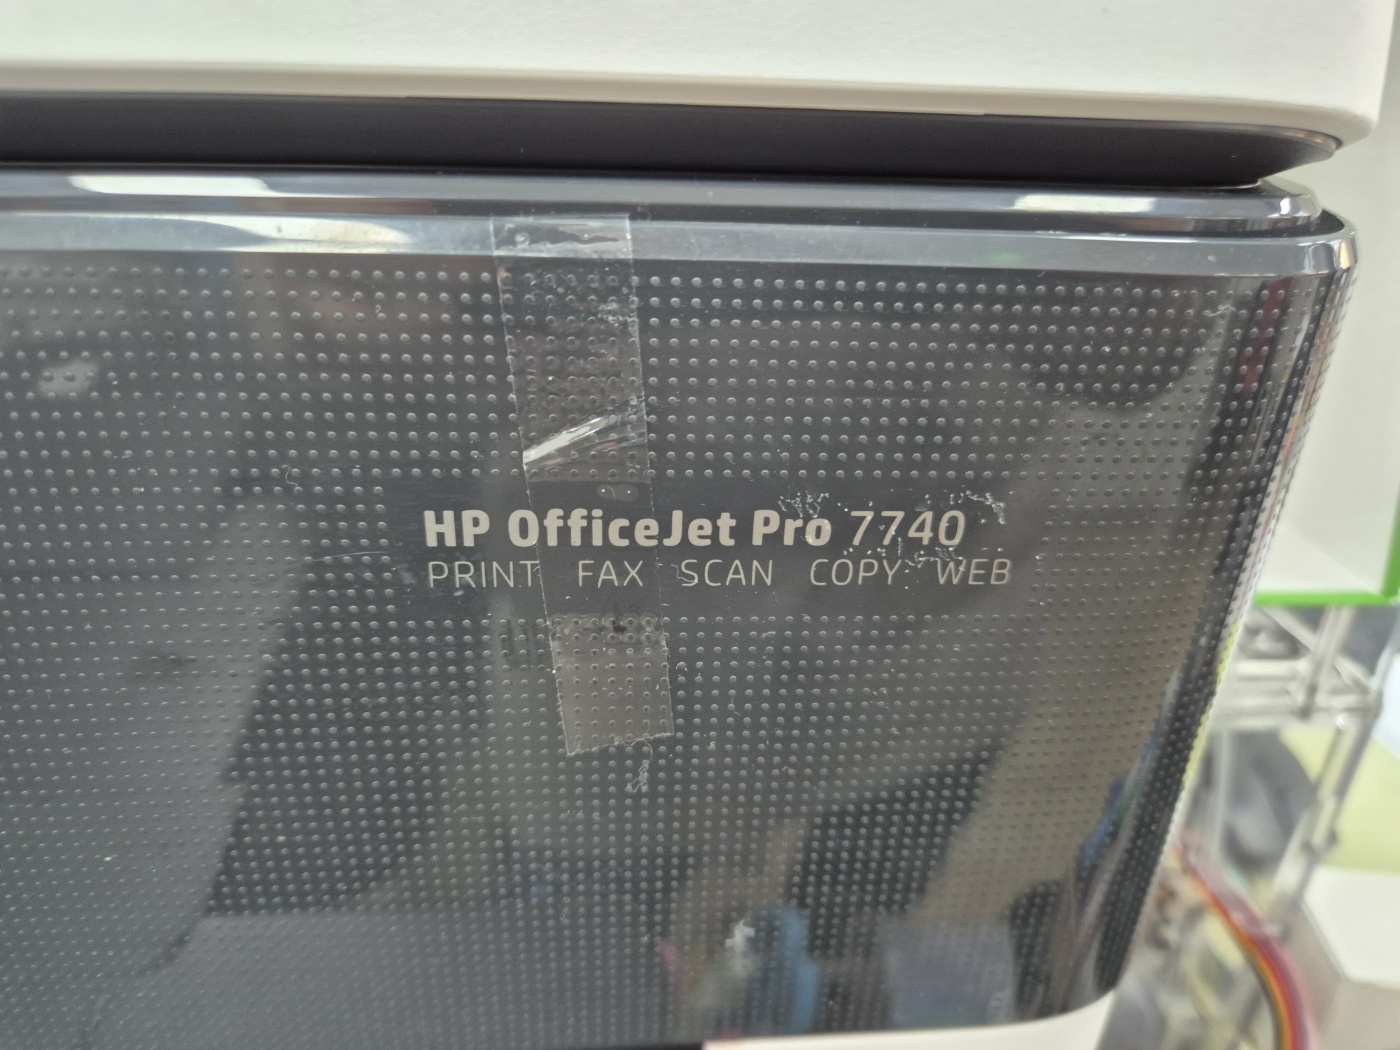 HP OfficeJet Pro 7740
PRINT FAX SCAN COPY WEB